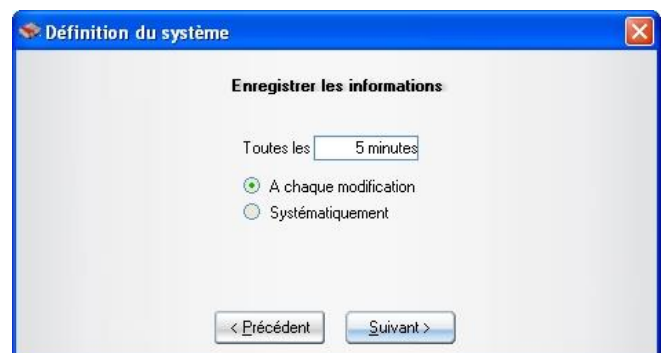 Définition du système
Enregistrer les informations
Toutes les 5 minutes
A chaque modification
Systématiquement
< Précédent Suivant >